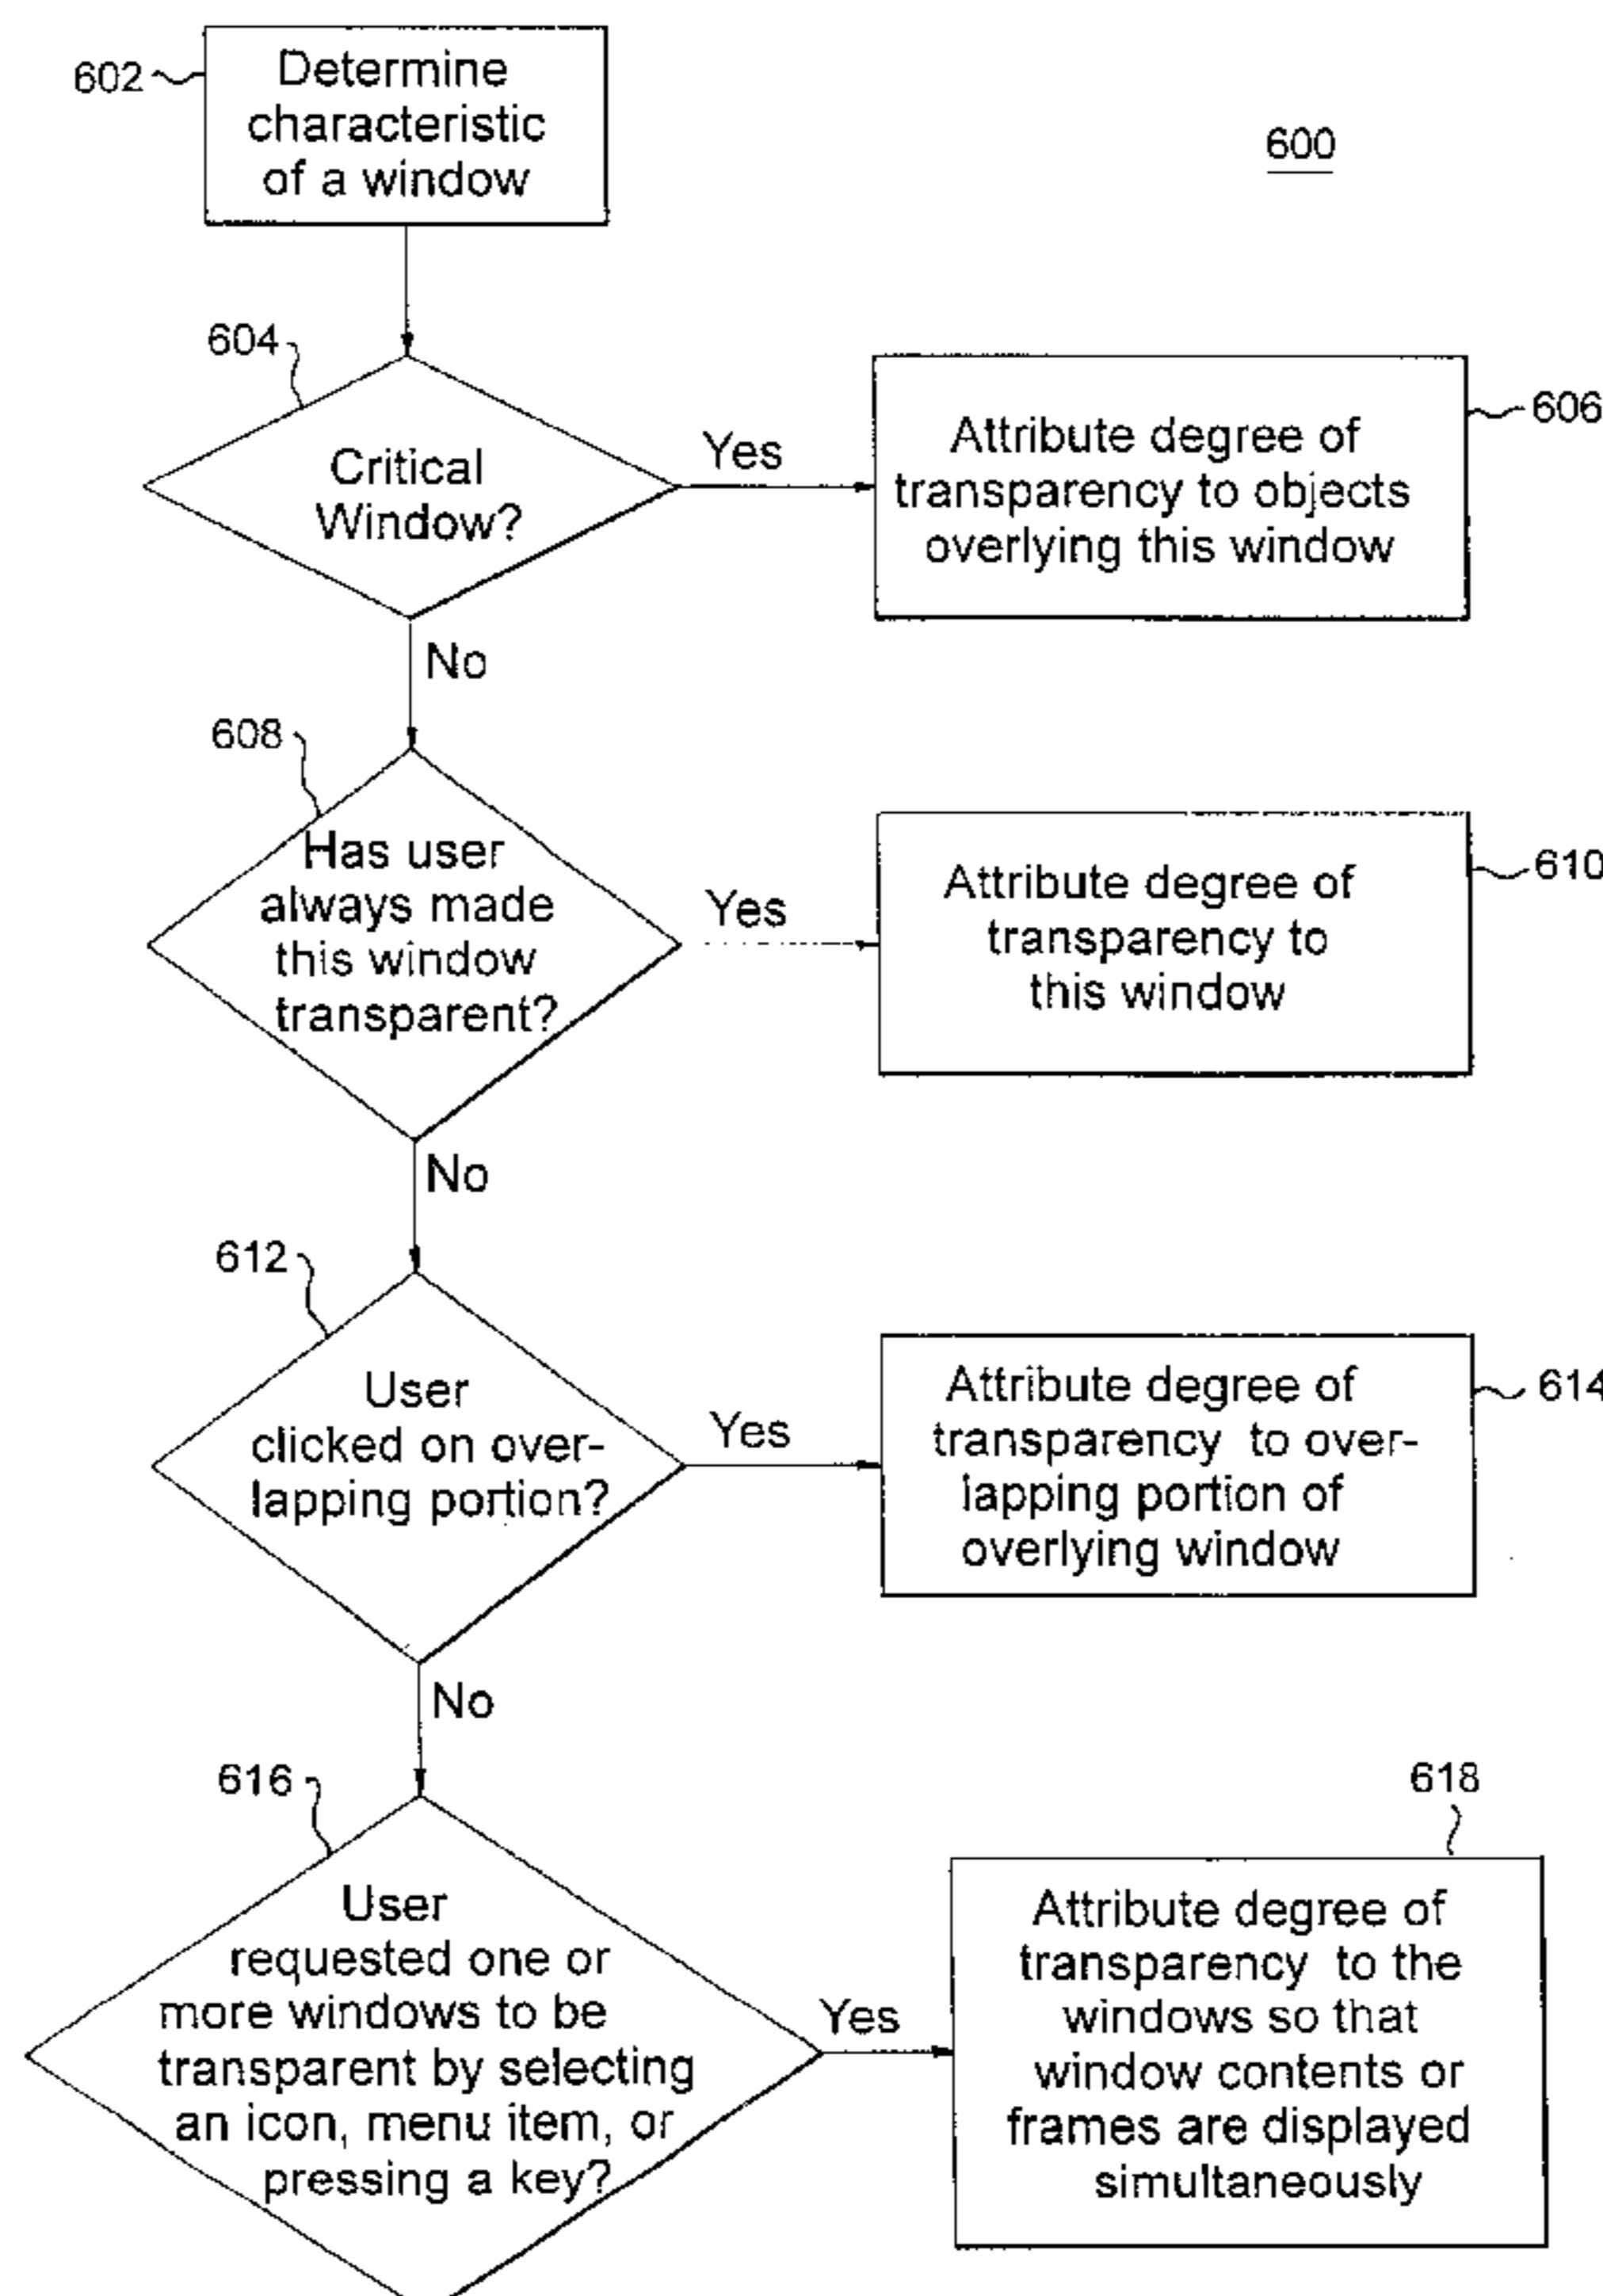 602
Determine
characteristic
of a window
600
604
Critical
Window?
Yes
Attribute degree of
transparency to objects
overlying this window
606
No
608
Has user
always made
this window
transparent?
Yes
Attribute degree of
transparency to
this window
610
No
612
User
clicked on over-
lapping portion?
Yes
Attribute degree of
transparency to over-
lapping portion of
overlying window
614
No
616
User
requested one or
more windows to be
transparent by selecting
an icon, menu item, or
pressing a key?
Yes
618
Attribute degree of
transparency to the
windows so that
window contents or
frames are displayed
simultaneously